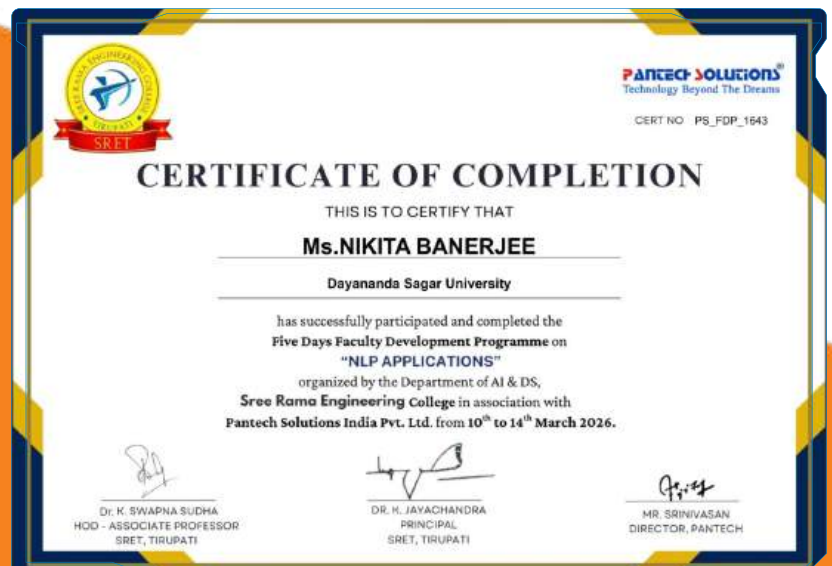 SREE RAMA ENGINEERING COLLEGE
TIRUPATI
SRET
PANTECH SOLUTIONS®
Technology Beyond The Dreams
CERT NO PS_FDP_1643
CERTIFICATE OF COMPLETION
THIS IS TO CERTIFY THAT
Ms.NIKITA BANERJEE
Dayananda Sagar University
has successfully participated and completed the
Five Days Faculty Development Programme on
“NLP APPLICATIONS”
organized by the Department of AI & DS,
Sree Rama Engineering College in association with
Pantech Solutions India Pvt. Ltd. from 10th to 14th March 2026.
Dr. K. SWAPNA SUDHA
HOD - ASSOCIATE PROFESSOR
SRET, TIRUPATI
DR. K. JAYACHANDRA
PRINCIPAL
SRET, TIRUPATI
MR. SRINIVASAN
DIRECTOR, PANTECH